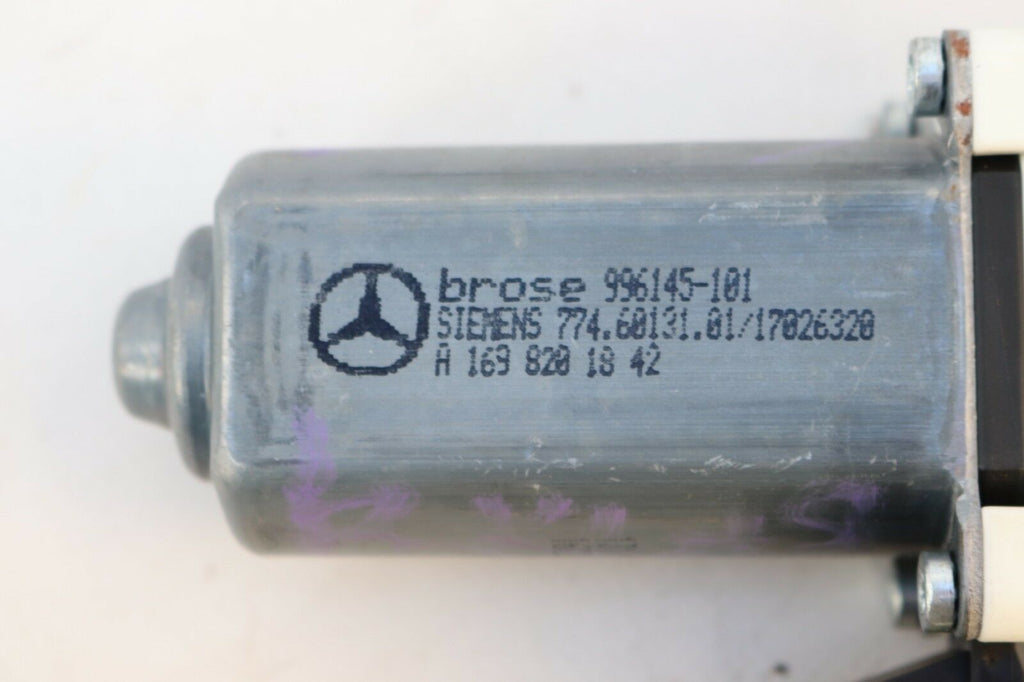 brose 996145-101
SIEMENS 774.60131.01/17026320
A 169 820 18 42